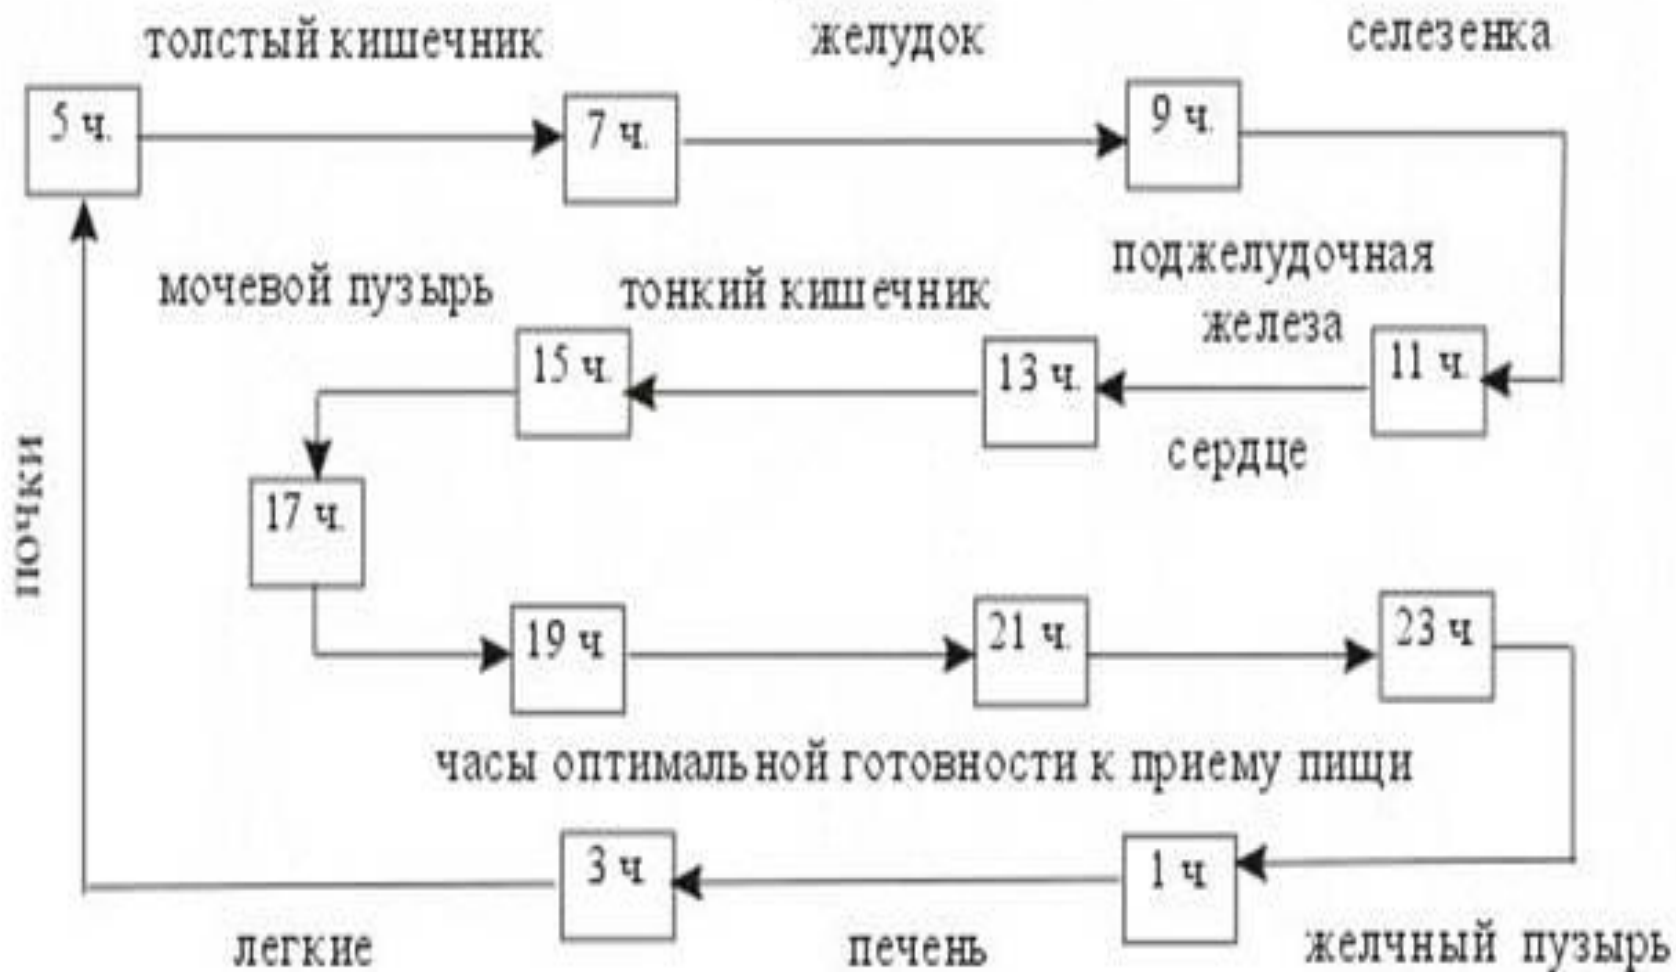 толстый кишечник
желудок
селезенка
5 ч.
7 ч.
9 ч.
мочевой пузырь
тонкий кишечник
поджелудочная
железа
15 ч.
13 ч.
11 ч.
сердце
почки
17 ч.
19 ч
21 ч.
23 ч
часы оптимальной готовности к приему пищи
3 ч
1 ч
легкие
печень
желчный пузырь